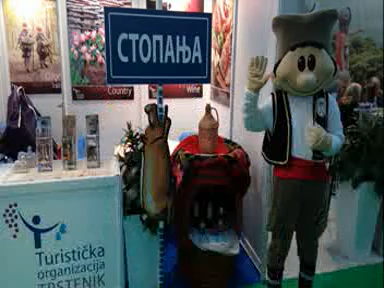 СТОПАЊА
Country
Wine
Turistička
organizacija
TRSTENIK